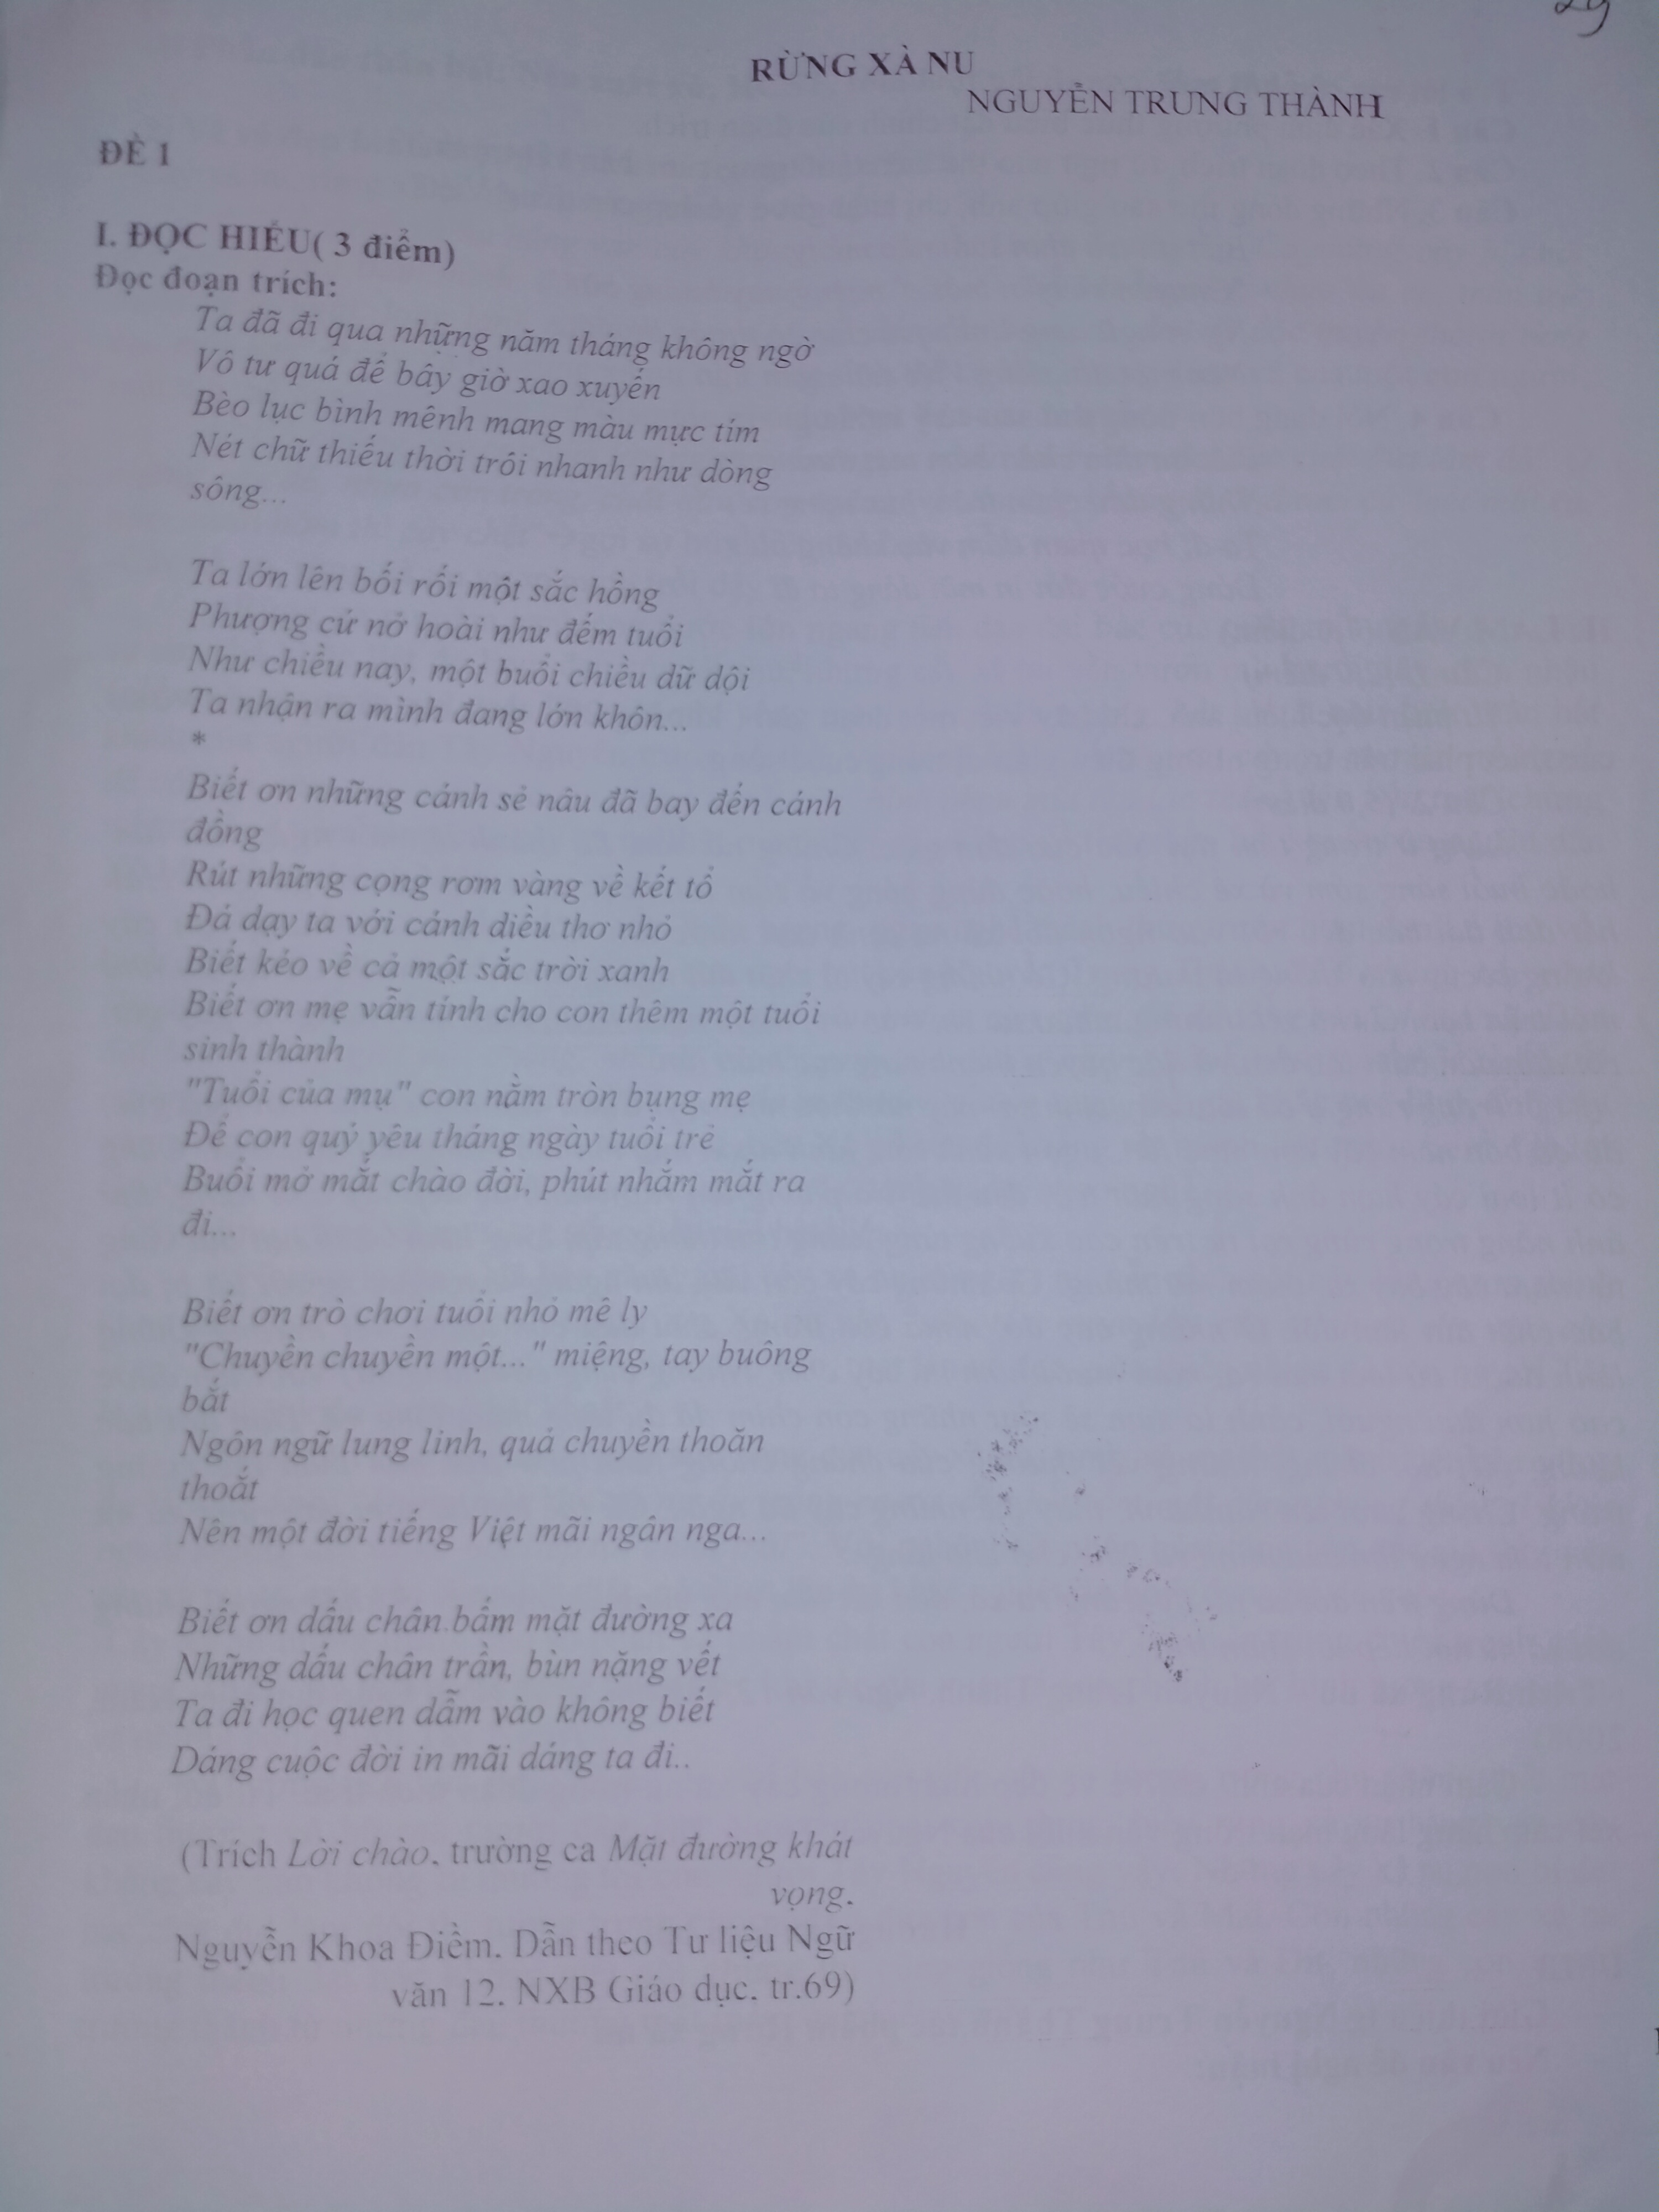 29
RỪNG XÀ NU
NGUYỄN TRUNG THÀNH
ĐỀ 1
I. ĐỌC HIỂU( 3 điểm)
Đọc đoạn trích:
Ta đã đi qua những năm tháng không ngờ
Vô tư quá để bây giờ xao xuyến
Bèo lục bình mênh mang màu mực tím
Nét chữ thiếu thời trôi nhanh như dòng
sông...
Ta lớn lên bối rối một sắc hồng
Phượng cứ nở hoài như đếm tuổi
Như chiều nay, một buổi chiều dữ dội
Ta nhận ra mình đang lớn khôn...
*
Biết ơn những cánh sẻ nâu đã bay đến cánh
đồng
Rút những cọng rơm vàng về kết tổ
Đã dạy ta với cánh diều thơ nhỏ
Biết kéo về cả một sắc trời xanh
Biết ơn mẹ vẫn tính cho con thêm một tuổi
sinh thành
"Tuổi của mụ" con nằm tròn bụng mẹ
Để con quý yêu tháng ngày tuổi trẻ
Buổi mở mắt chào đời, phút nhắm mắt ra
đi...
Biết ơn trò chơi tuổi nhỏ mê ly
"Chuyền chuyền một..." miệng, tay buông
bắt
Ngôn ngữ lung linh, quả chuyền thoăn
thoắt
Nên một đời tiếng Việt mãi ngân nga...
Biết ơn dấu chân bấm mặt đường xa
Những dấu chân trần, bùn nặng vết
Ta đi học quen dẫm vào không biết
Dáng cuộc đời in mãi dáng ta đi..
(Trích Lời chào, trường ca Mặt đường khát
vọng,
Nguyễn Khoa Điềm. Dẫn theo Tư liệu Ngữ
văn 12, NXB Giáo dục, tr.69)